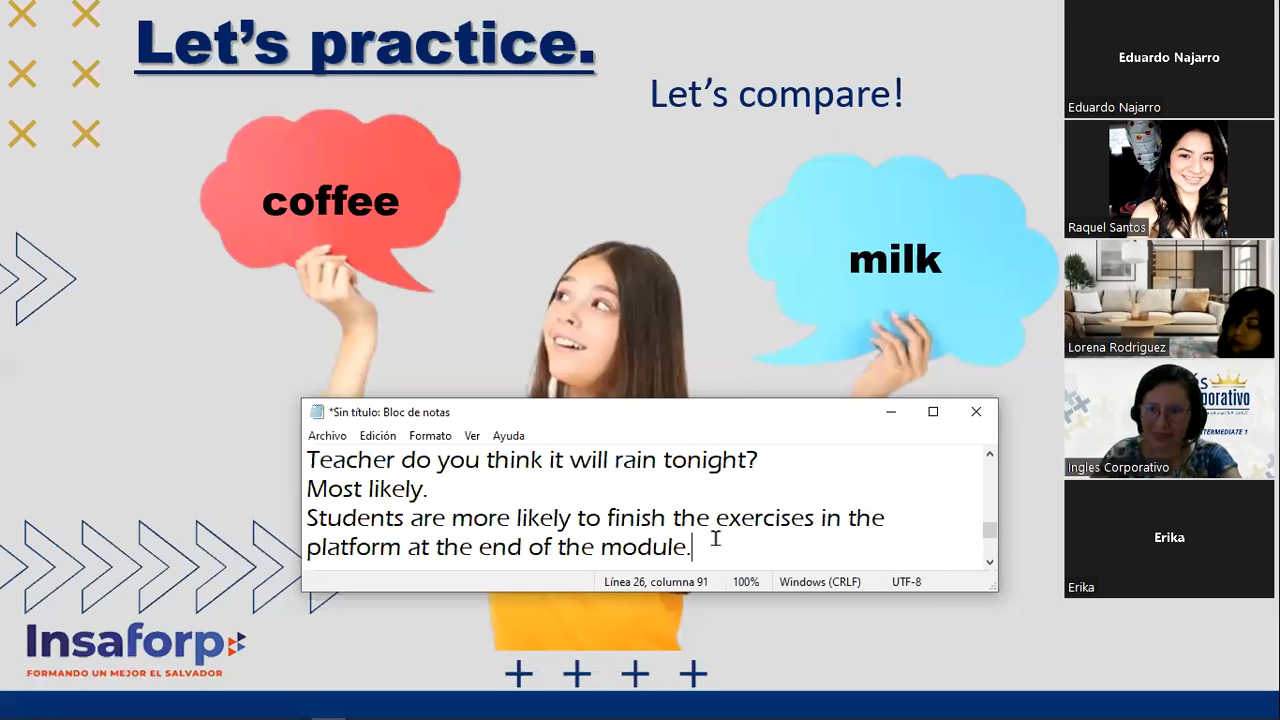 Let's practice.
Let's compare!
coffee
milk
*Sin título: Bloc de notas
Archivo Edición Formato Ver Ayuda
Teacher do you think it will rain tonight?
Most likely.
Students are more likely to finish the exercises in the
platform at the end of the module.
Línea 26, columna 91 100% Windows (CRLF) UTF-8
Insaforp
FORMANDO UN MEJOR EL SALVADOR
Eduardo Najarro
Eduardo Najarro
Raquel Santos
Lorena Rodriguez
Ingles Corporativo
Erika
Erika